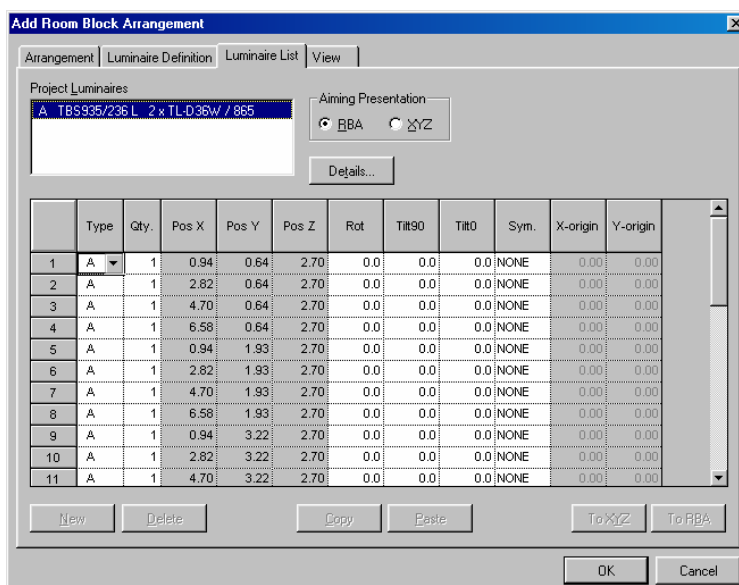 Add Room Block Arrangement
Arrangement Luminaire Definition Luminaire List View
Project Luminaires
A TBS935/236 L 2 x TL-D36W / 865
Aiming Presentation
RBA XYZ
Details...
Type Qty. Pos X Pos Y Pos Z Rot Tilt90 Tilt0 Sym. X-origin Y-origin
1 A 1 0.94 0.64 2.70 0.0 0.0 0.0 NONE 0.00 0.00
2 A 1 2.82 0.64 2.70 0.0 0.0 0.0 NONE 0.00 0.00
3 A 1 4.70 0.64 2.70 0.0 0.0 0.0 NONE 0.00 0.00
4 A 1 6.58 0.64 2.70 0.0 0.0 0.0 NONE 0.00 0.00
5 A 1 0.94 1.93 2.70 0.0 0.0 0.0 NONE 0.00 0.00
6 A 1 2.82 1.93 2.70 0.0 0.0 0.0 NONE 0.00 0.00
7 A 1 4.70 1.93 2.70 0.0 0.0 0.0 NONE 0.00 0.00
8 A 1 6.58 1.93 2.70 0.0 0.0 0.0 NONE 0.00 0.00
9 A 1 0.94 3.22 2.70 0.0 0.0 0.0 NONE 0.00 0.00
10 A 1 2.82 3.22 2.70 0.0 0.0 0.0 NONE 0.00 0.00
11 A 1 4.70 3.22 2.70 0.0 0.0 0.0 NONE 0.00 0.00
New Delete Copy Paste To XYZ To RBA
OK Cancel